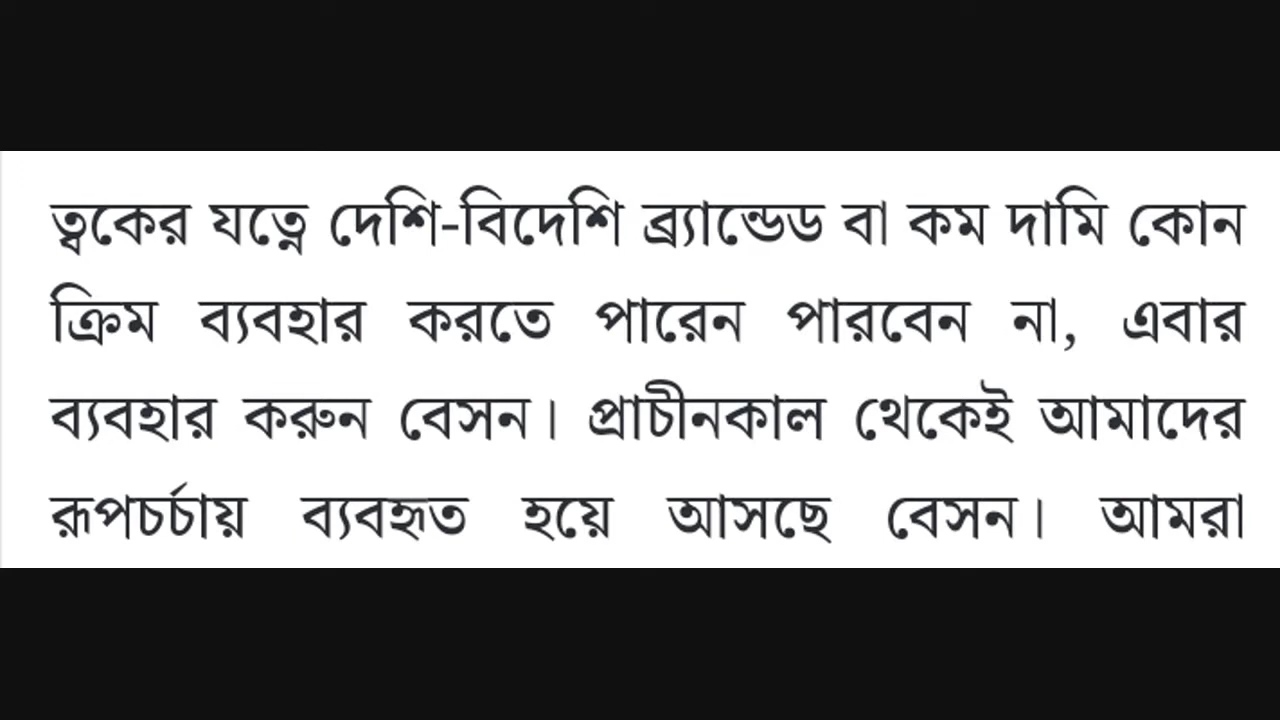 ত্বকের যত্নে দেশি-বিদেশি ব্র্যান্ডেড বা কম দামি কোন
ক্রিম ব্যবহার করতে পারেন পারবেন না, এবার
ব্যবহার করুন বেসন। প্রাচীনকাল থেকেই আমাদের
রূপচর্চায় ব্যবহৃত হয়ে আসছে বেসন। আমরা